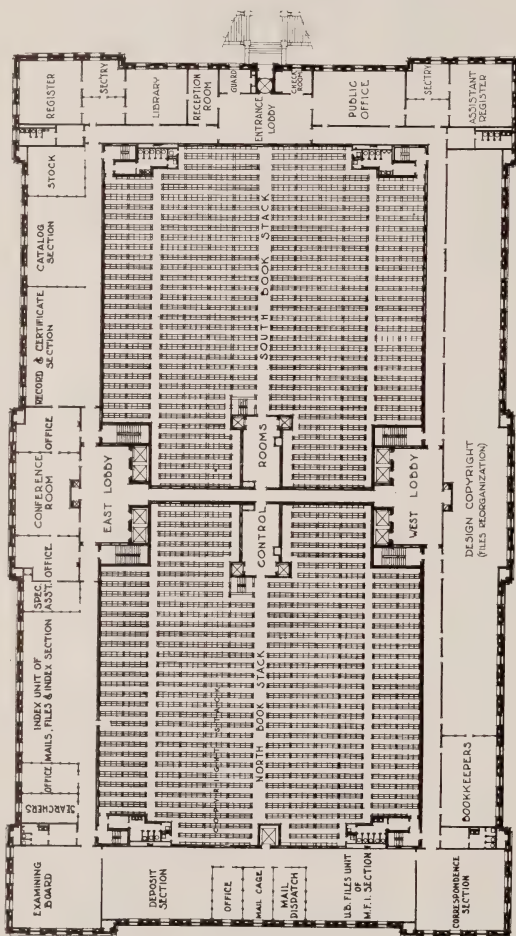 REGISTER
SECTRY
LIBRARY
RECEPTION
ROOM
GUARD
ENTRANCE
LOBBY
CHECK
ROOM
PUBLIC
OFFICE
SECTRY
ASSISTANT
REGISTER
STOCK
CATALOG
SECTION
RECORD & CERTIFICATE
SECTION
OFFICE
CONFERENCE
ROOM
OFFICE
SPEC.
ASST.
INDEX UNIT OF
MAILS, FILES & INDEX SECTION
OFFICE
SEARCHERS
EAST LOBBY
SOUTH BOOK STACK
CONTROL ROOMS
NORTH BOOK STACK
COPYRIGHT STACK
WEST LOBBY
DESIGN COPYRIGHT
(FILES REORGANIZATION)
BOOKKEEPERS
EXAMINING
BOARD
DEPOSIT
SECTION
OFFICE
MAIL CAGE
MAIL
DISPATCH
U.B. FILES UNIT
OF
M.F.I. SECTION
CORRESPONDENCE
SECTION